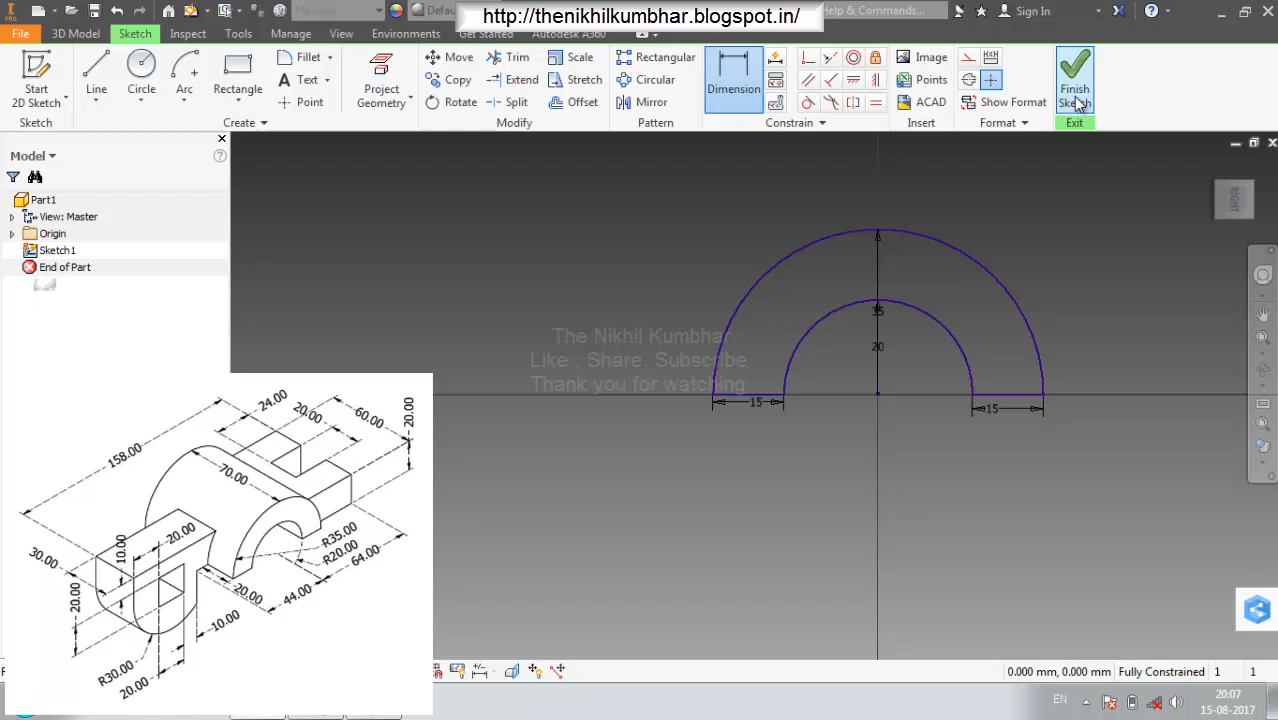 http://thenikhilkumbhar.blogspot.in/
PRO
Help & Commands...
Sign In
File 3D Model Sketch Inspect Tools Manage View Environments Get Started Autodesk A360
Start
2D Sketch
Line
Circle
Arc
Rectangle
Fillet
Text
Point
Project
Geometry
Move Trim Scale
Copy Extend Stretch
Rotate Split Offset
Rectangular
Circular
Mirror
Dimension
Image
Points
ACAD
Show Format
Finish
Sketch
Sketch Create Modify Pattern Constrain Insert Format Exit
Model
Part1
View: Master
Origin
Sketch1
End of Part
RIGHT
35
20
15
15
The Nikhil Kumbhar
Like . Share. Subscribe
Thank you for watching
24.00
20.00
60.00
20.00
158.00
70.00
30.00
10.00
20.00
R35.00
R20.00
64.00
20.00
20.00
44.00
10.00
R30.00
20.00
0.000 mm, 0.000 mm Fully Constrained 1 1
EN
20:07
15-08-2017